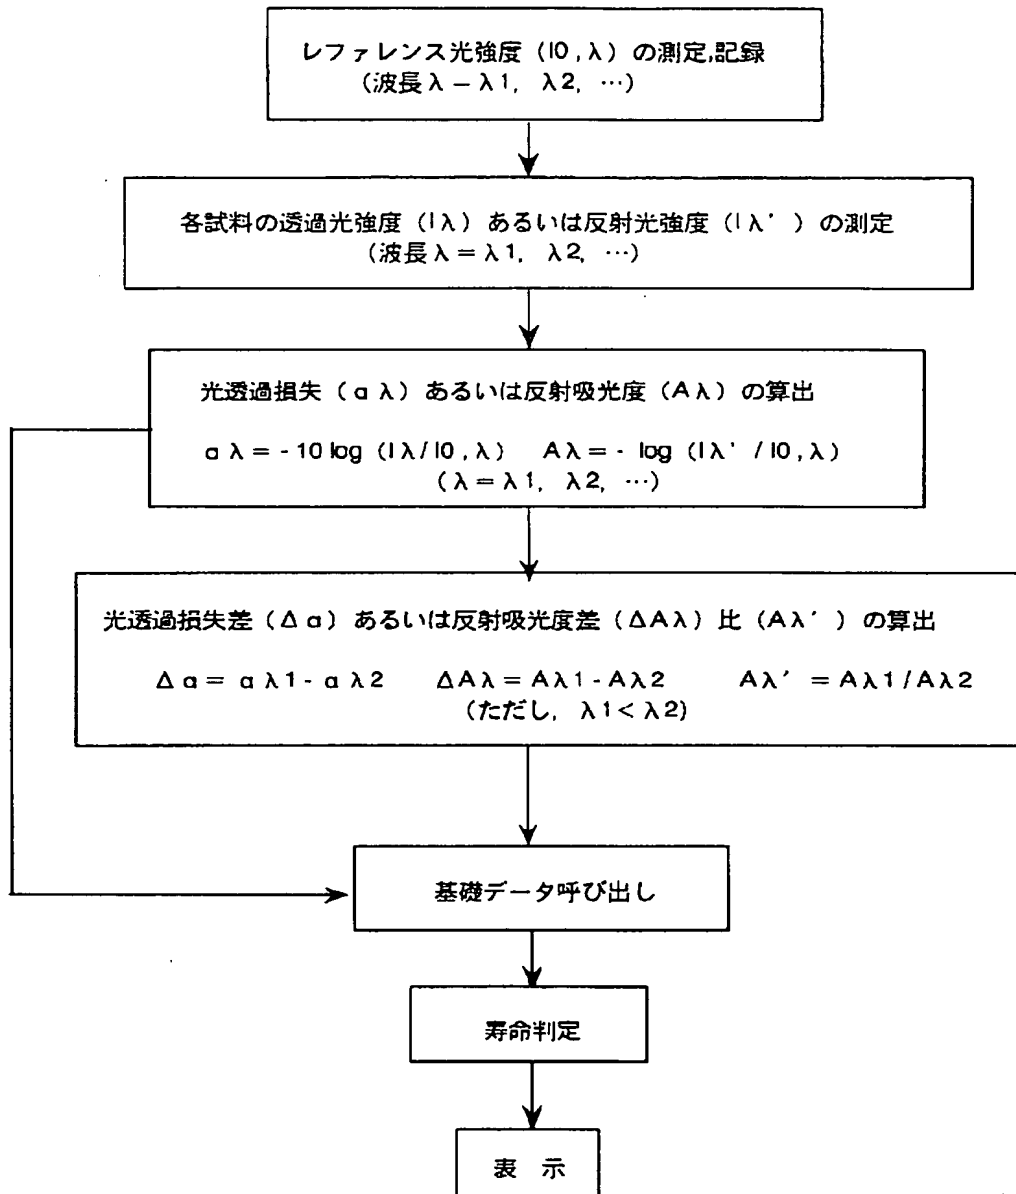 レファレンス光強度（I0,λ）の測定,記録
（波長λ－λ1, λ2, …）
各試料の透過光強度（Iλ）あるいは反射光強度（Iλ'）の測定
（波長λ＝λ1, λ2, …）
光透過損失（αλ）あるいは反射吸光度（Aλ）の算出
αλ＝-10 log（Iλ/I0,λ） Aλ＝- log（Iλ'/I0,λ）
（λ＝λ1, λ2, …）
光透過損失差（Δα）あるいは反射吸光度差（ΔAλ）比（Aλ'）の算出
Δα＝αλ1-αλ2 ΔAλ＝Aλ1-Aλ2 Aλ'＝Aλ1/Aλ2
（ただし, λ1＜λ2）
基礎データ呼び出し
寿命判定
表 示